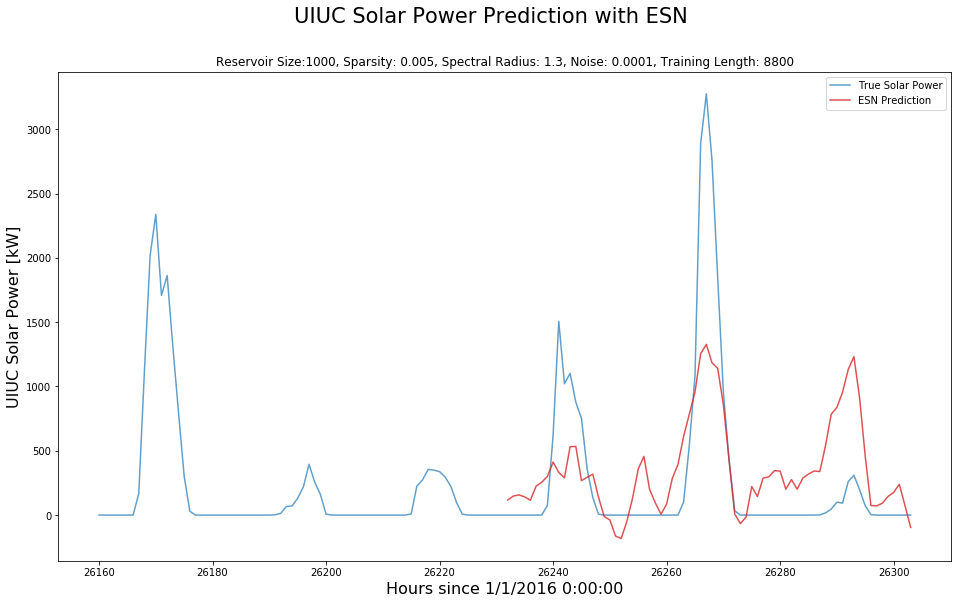 UIUC Solar Power Prediction with ESN
Reservoir Size:1000, Sparsity: 0.005, Spectral Radius: 1.3, Noise: 0.0001, Training Length: 8800
True Solar Power
ESN Prediction
UIUC Solar Power [kW]
3000
2500
2000
1500
1000
500
0
26160 26180 26200 26220 26240 26260 26280 26300
Hours since 1/1/2016 0:00:00